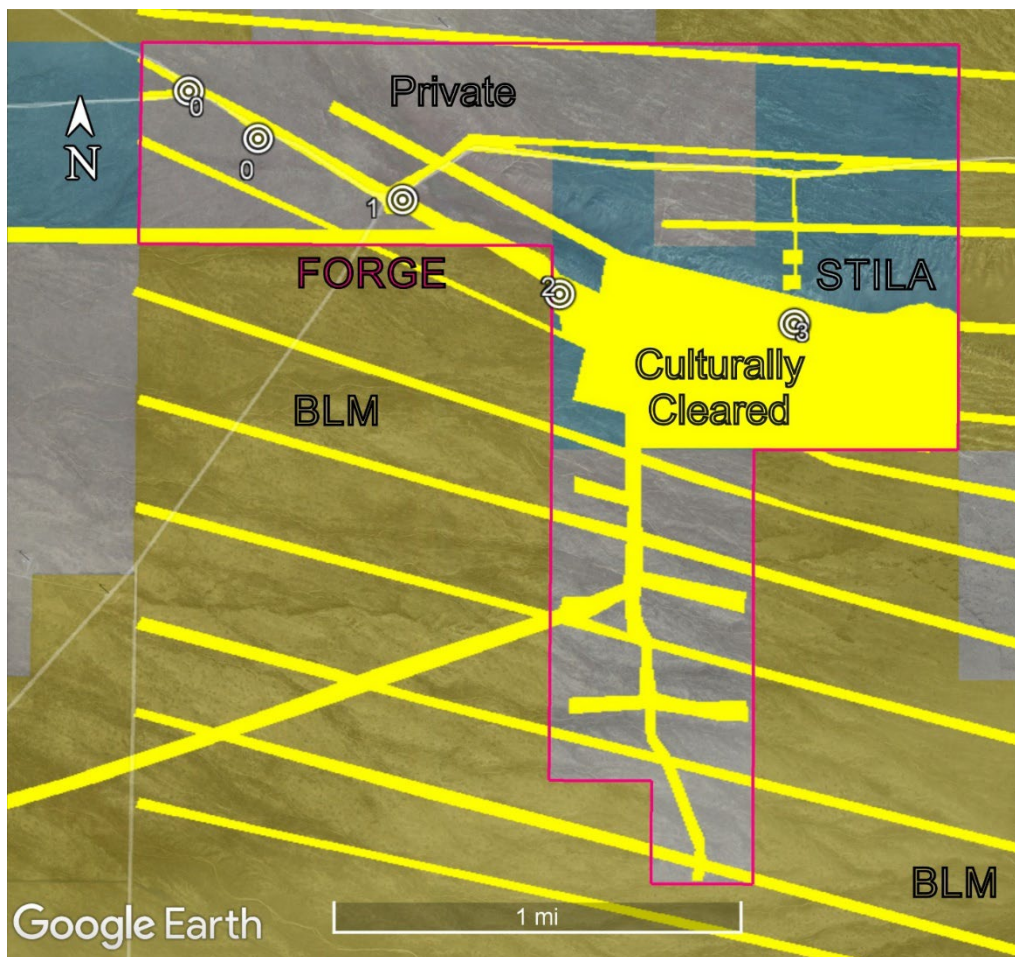 Private
0
N
0
1
FORGE
2
STILA
3
Culturally
Cleared
BLM
BLM
Google Earth
1 mi